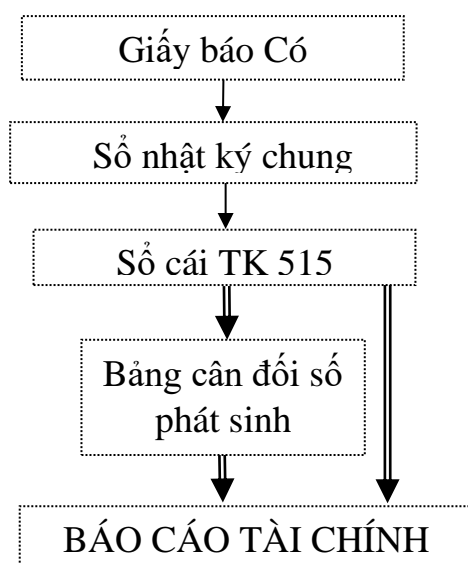 Giấy báo Có
Sổ nhật ký chung
Sổ cái TK 515
Bảng cân đối số
phát sinh
BÁO CÁO TÀI CHÍNH